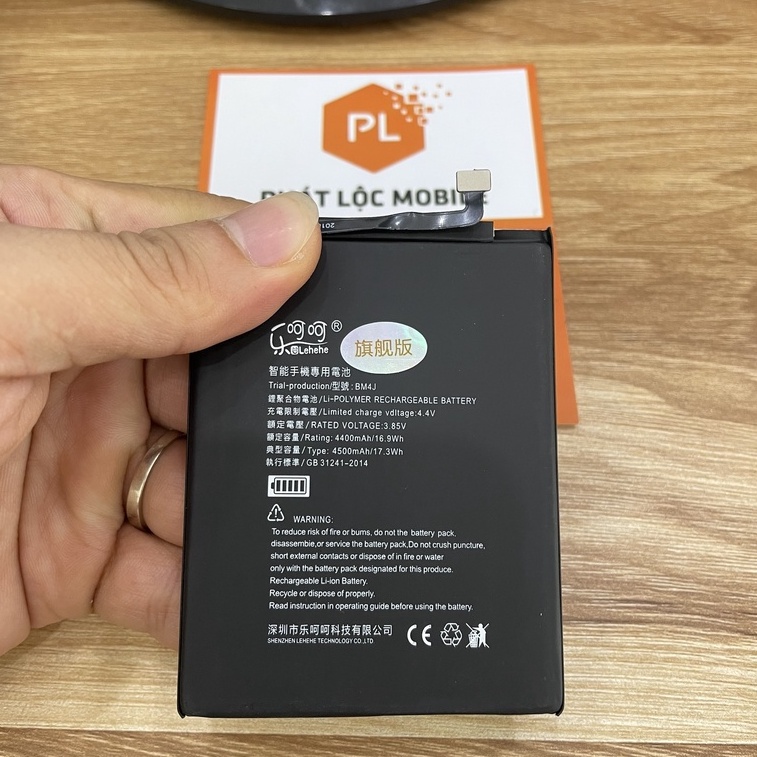 PL
PHÁT LỘC MOBILE
201
乐呵呵®
Lehehe
旗舰版
智能手機專用電池
Trial-production/型號:BM4J
鋰聚合物電池/Li-POLYMER RECHARGEABLE BATTERY
充電限制電壓/Limited charge vdltage:4.4V
額定電壓/RATED VOLTAGE:3.85V
額定容量/Rating: 4400mAh/16.9Wh
典型容量/Type: 4500mAh/17.3Wh
執行標準/GB 31241-2014
WARNING:
To reduce risk of fire or burns, do not the battery pack,
disassemble,or service the battery pack,Do not crush puncture,
short external contacts or dispose of in fire or water
only with the battery pack designated for this produce.
Rechargeable Li-ion Battery.
Recycle or dispose of properly.
Read instruction in operating guide before using the battery.
深圳市乐呵呵科技有限公司
SHENZHEN LEHEHE TECHNOLOGY CO.,LTD
CE